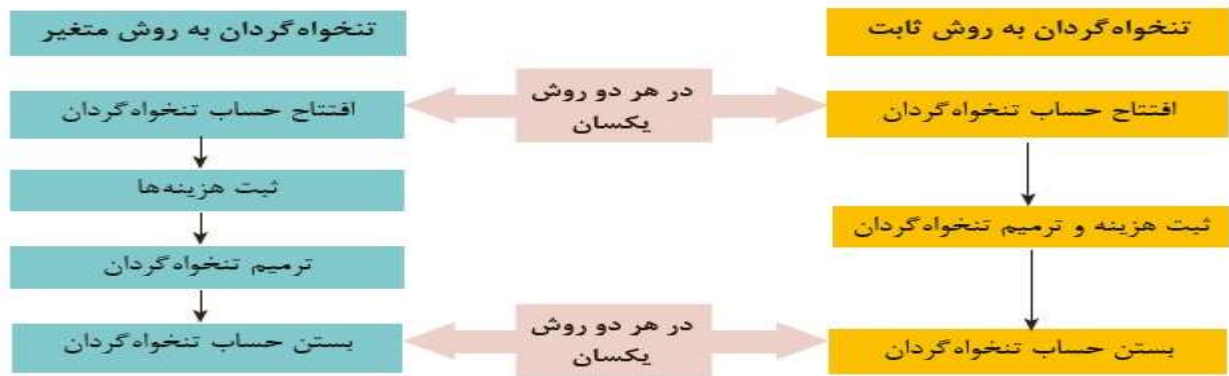 تنخواه‌گردان به روش ثابت
تنخواه‌گردان به روش متغیر
در هر دو روش
یکسان
افتتاح حساب تنخواه‌گردان
افتتاح حساب تنخواه‌گردان
ثبت هزینه‌ها
ثبت هزینه و ترمیم تنخواه‌گردان
ترمیم تنخواه‌گردان
در هر دو روش
یکسان
بستن حساب تنخواه‌گردان
بستن حساب تنخواه‌گردان